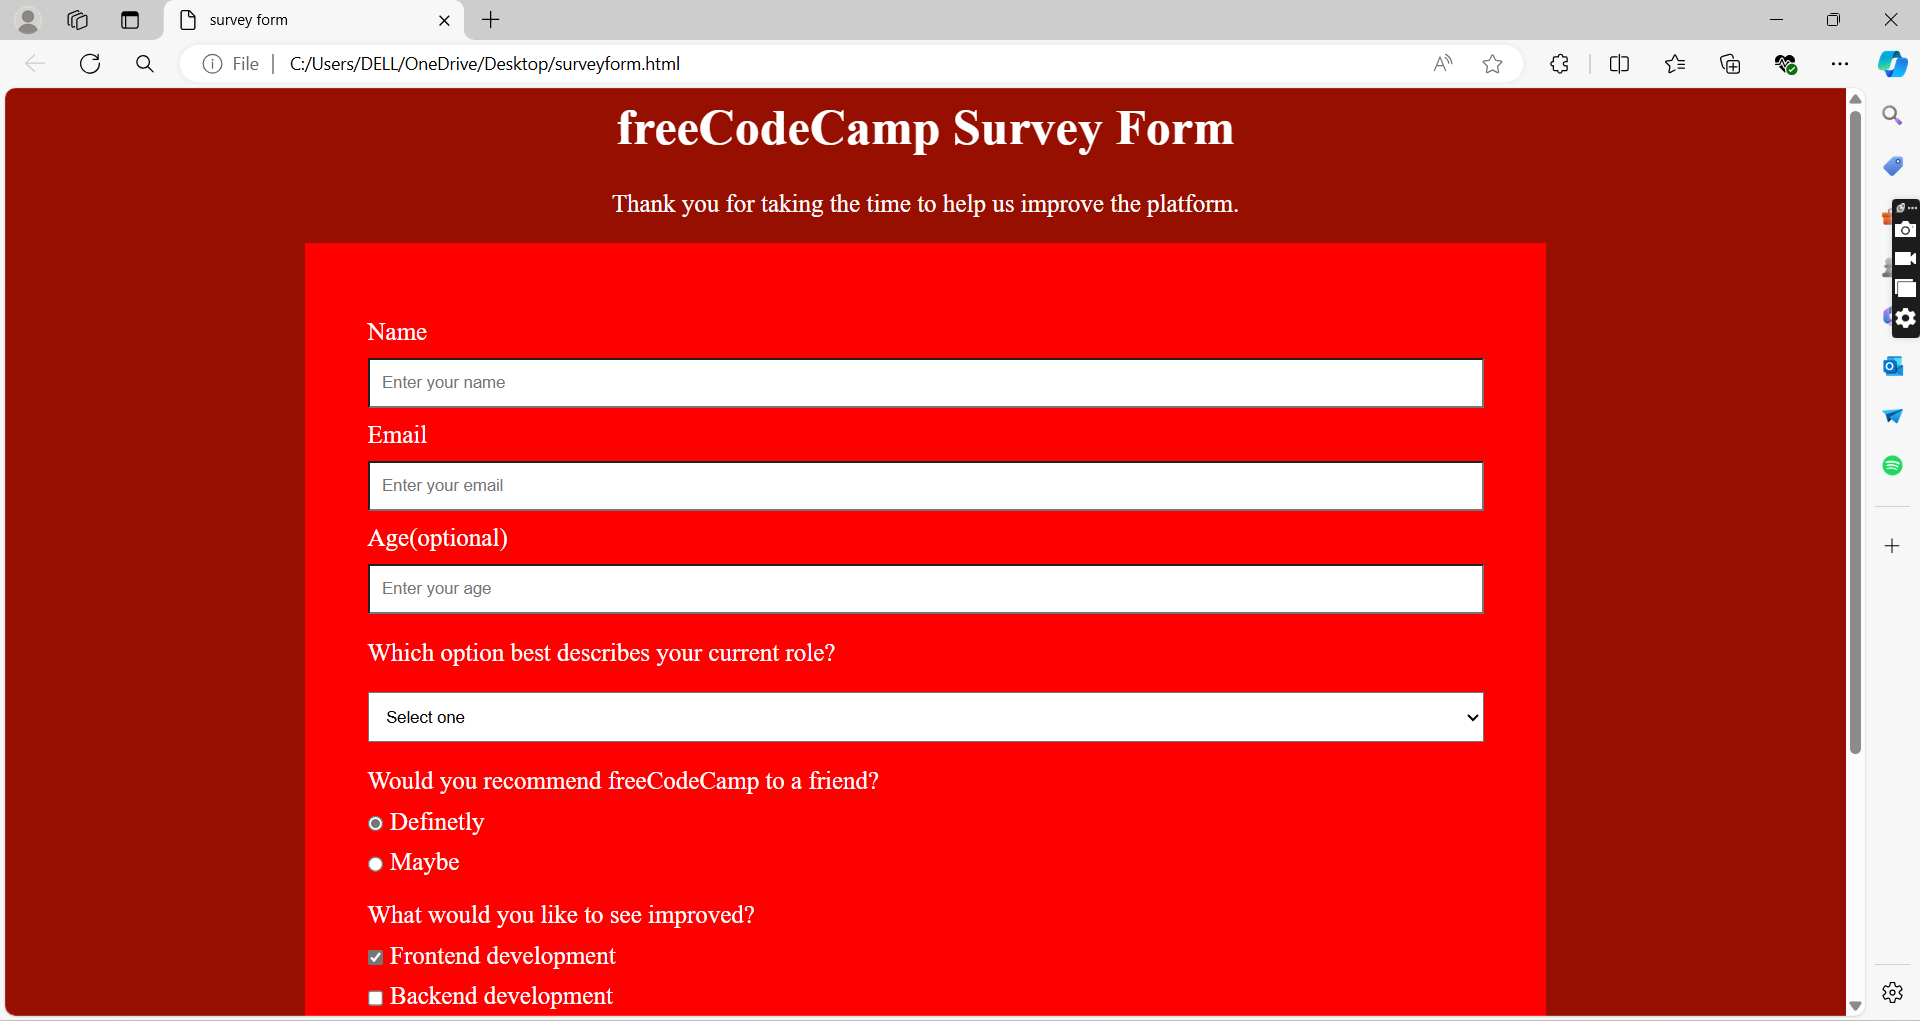 survey form
File
C:/Users/DELL/OneDrive/Desktop/surveyform.html
freeCodeCamp Survey Form
Thank you for taking the time to help us improve the platform.
Name
Enter your name
Email
Enter your email
Age(optional)
Enter your age
Which option best describes your current role?
Select one
Would you recommend freeCodeCamp to a friend?
Definetly
Maybe
What would you like to see improved?
Frontend development
Backend development